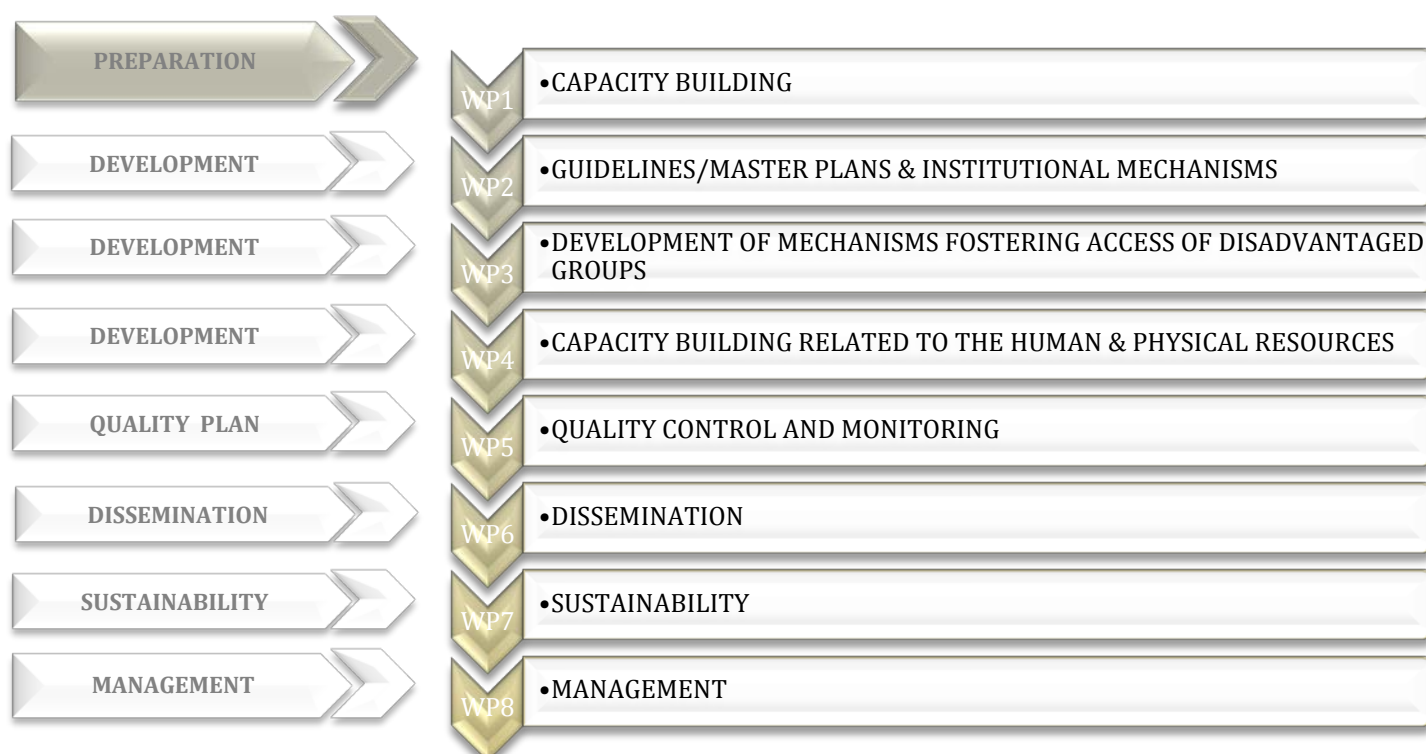 PREPARATION
WP1
•CAPACITY BUILDING
DEVELOPMENT
WP2
•GUIDELINES/MASTER PLANS & INSTITUTIONAL MECHANISMS
DEVELOPMENT
WP3
•DEVELOPMENT OF MECHANISMS FOSTERING ACCESS OF DISADVANTAGED
GROUPS
DEVELOPMENT
WP4
•CAPACITY BUILDING RELATED TO THE HUMAN & PHYSICAL RESOURCES
QUALITY PLAN
WP5
•QUALITY CONTROL AND MONITORING
DISSEMINATION
WP6
•DISSEMINATION
SUSTAINABILITY
WP7
•SUSTAINABILITY
MANAGEMENT
WP8
•MANAGEMENT